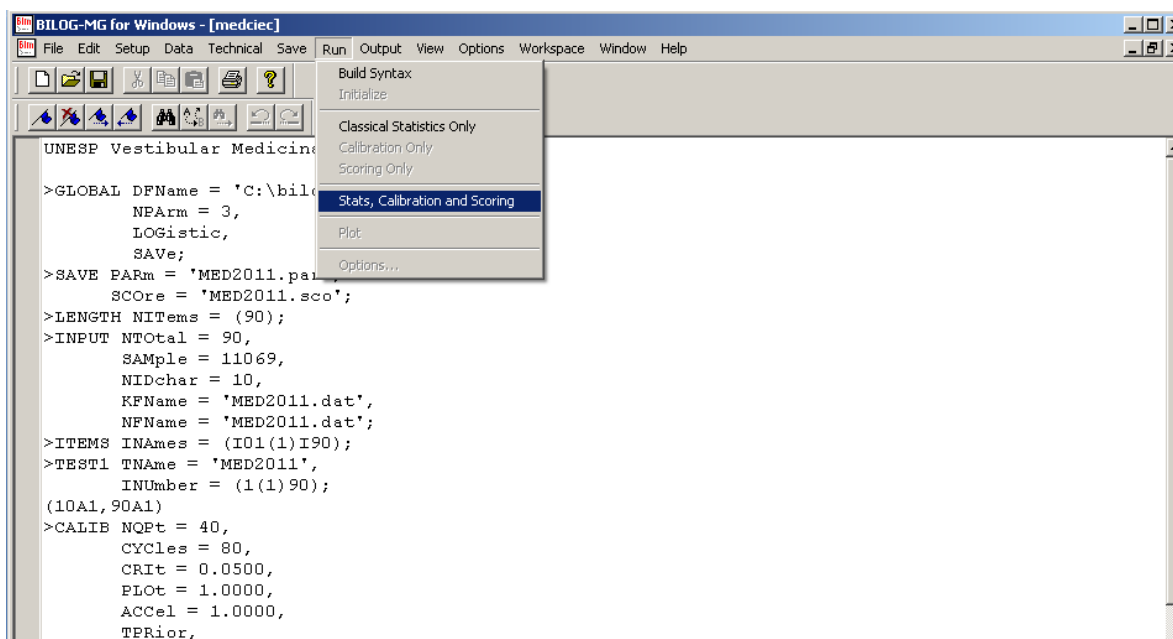 BILOG-MG for Windows - [medciec]
File Edit Setup Data Technical Save Run Output View Options Workspace Window Help
Build Syntax
Initialize
Classical Statistics Only
Calibration Only
Scoring Only
Stats, Calibration and Scoring
Plot
Options...
UNESP Vestibular Medicin
>GLOBAL DFName = 'C:\bilo
NPArm = 3,
LOGistic,
SAVe;
>SAVE PARm = 'MED2011.par',
SCOre = 'MED2011.sco';
>LENGTH NITems = (90);
>INPUT NTOtal = 90,
SAMple = 11069,
NIDchar = 10,
KFName = 'MED2011.dat',
NFName = 'MED2011.dat';
>ITEMS INAmes = (I01(1)I90);
>TEST1 TNAme = 'MED2011',
INUmber = (1(1)90);
(10A1,90A1)
>CALIB NQPt = 40,
CYCles = 80,
CRIt = 0.0500,
PLOt = 1.0000,
ACCel = 1.0000,
TPRior,